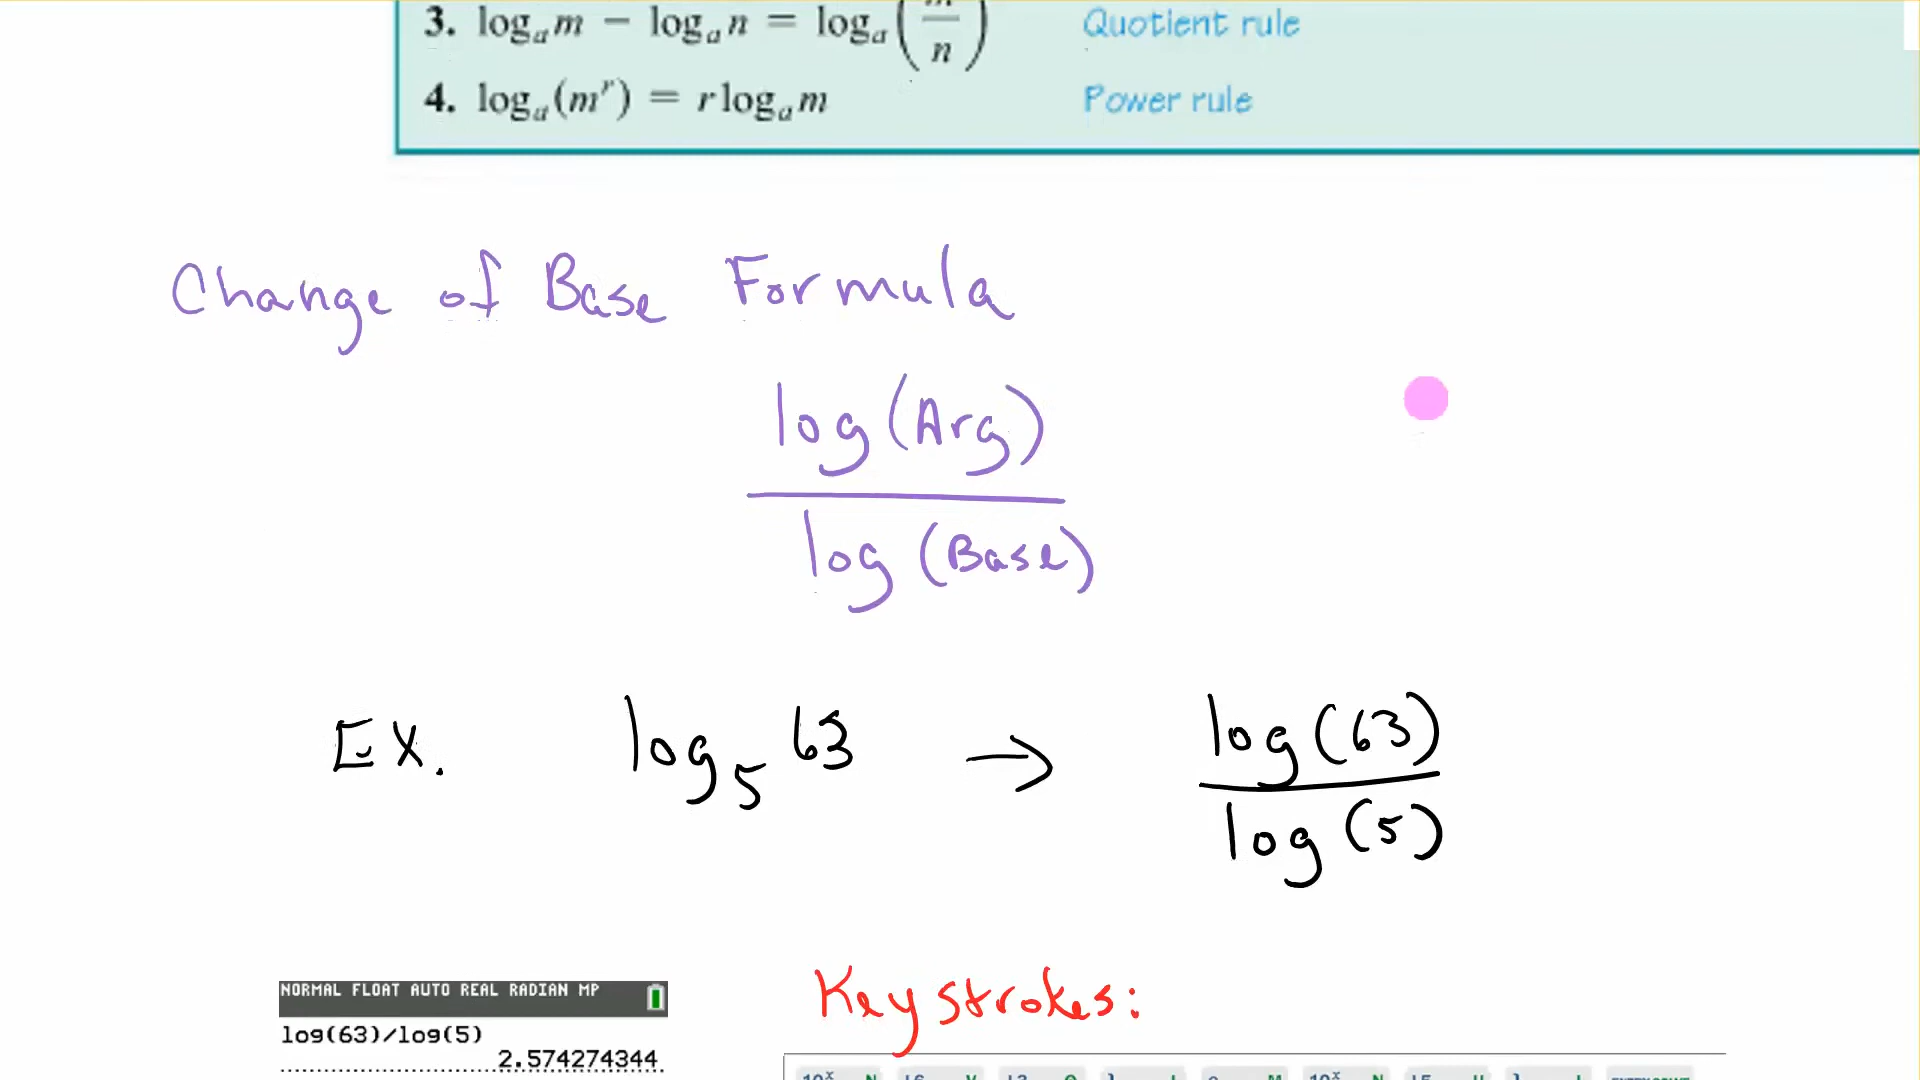 3. logₐm − logₐn = logₐ(m/n) Quotient rule
4. logₐ(mʳ) = r logₐm Power rule
Change of Base Formula
log(Arg)
log(Base)
EX. log₅ 63 → log(63)
log(5)
NORMAL FLOAT AUTO REAL RADIAN MP
Key strokes:
log(63)/log(5)
2.574274344